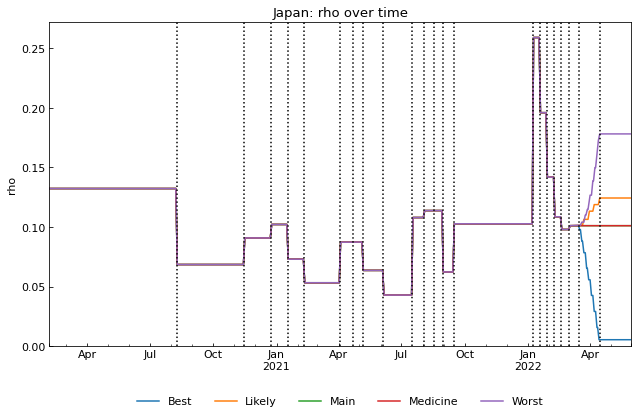 Japan: rho over time
0.25
0.20
0.15
0.10
0.05
0.00
rho
Apr Jul Oct Jan Apr Jul Oct Jan Apr
2021 2022
Best Likely Main Medicine Worst